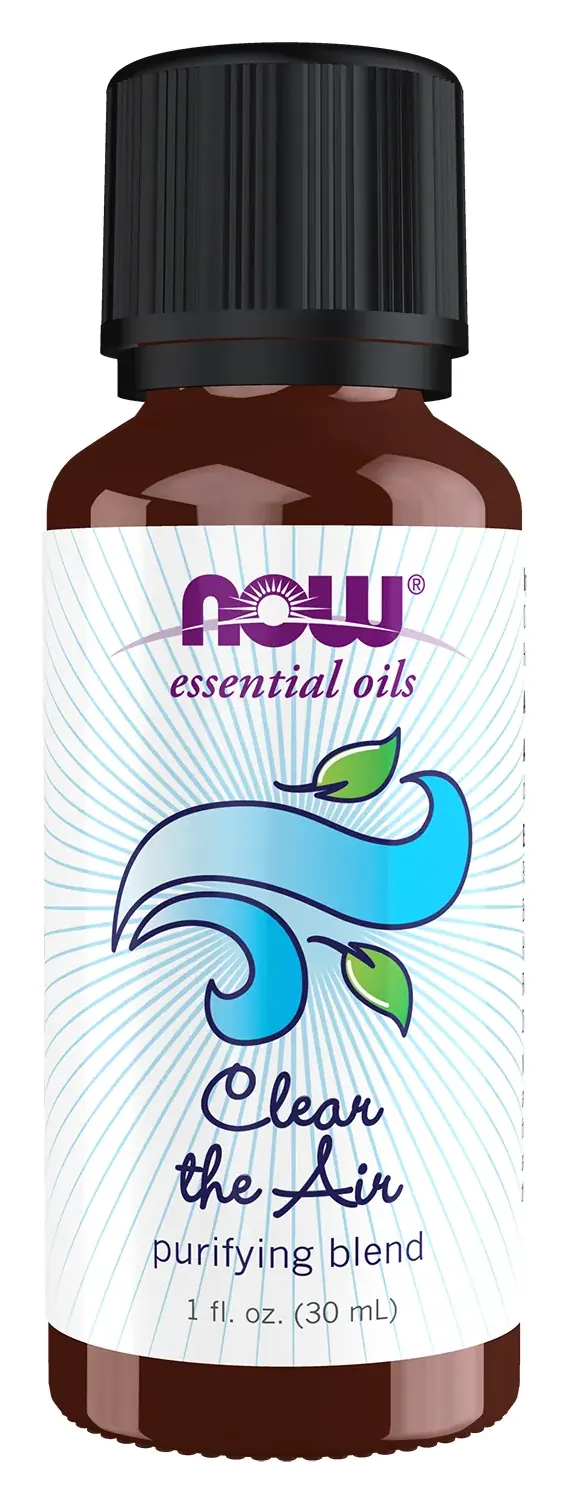 NOW®
essential oils
Clear
the Air
purifying blend
1 fl. oz. (30 mL)